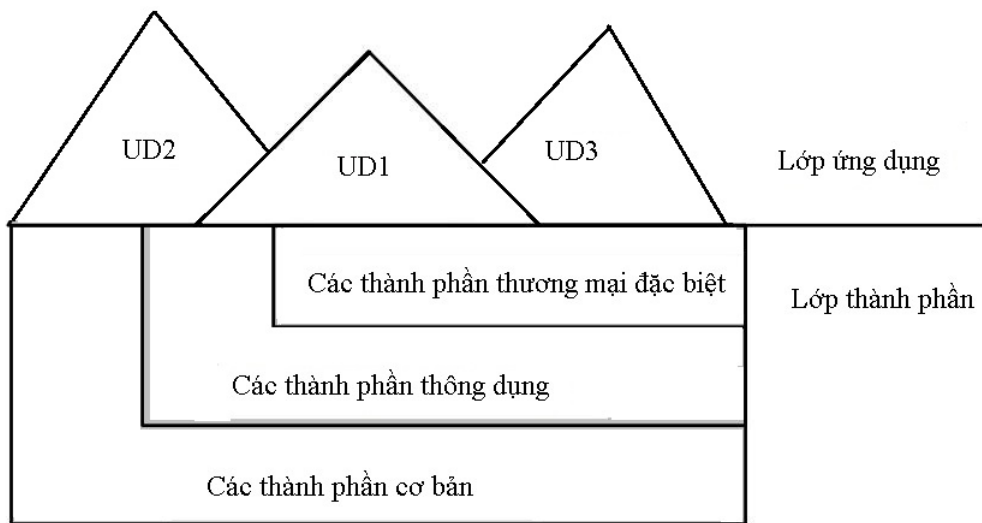 UD2
UD1
UD3
Lớp ứng dụng
Các thành phần thương mại đặc biệt
Lớp thành phần
Các thành phần thông dụng
Các thành phần cơ bản